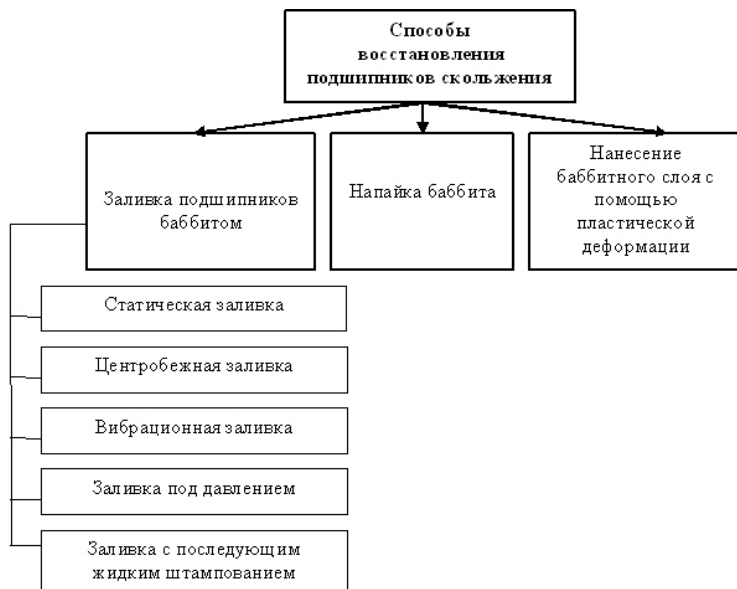 Способы
восстановления
подшипников скольжения
Заливка подшипников
баббитом
Напайка баббита
Нанесение
баббитного слоя с
помощью
пластической
деформации
Статическая заливка
Центробежная заливка
Вибрационная заливка
Заливка под давлением
Заливка с последующим
жидким штампованием